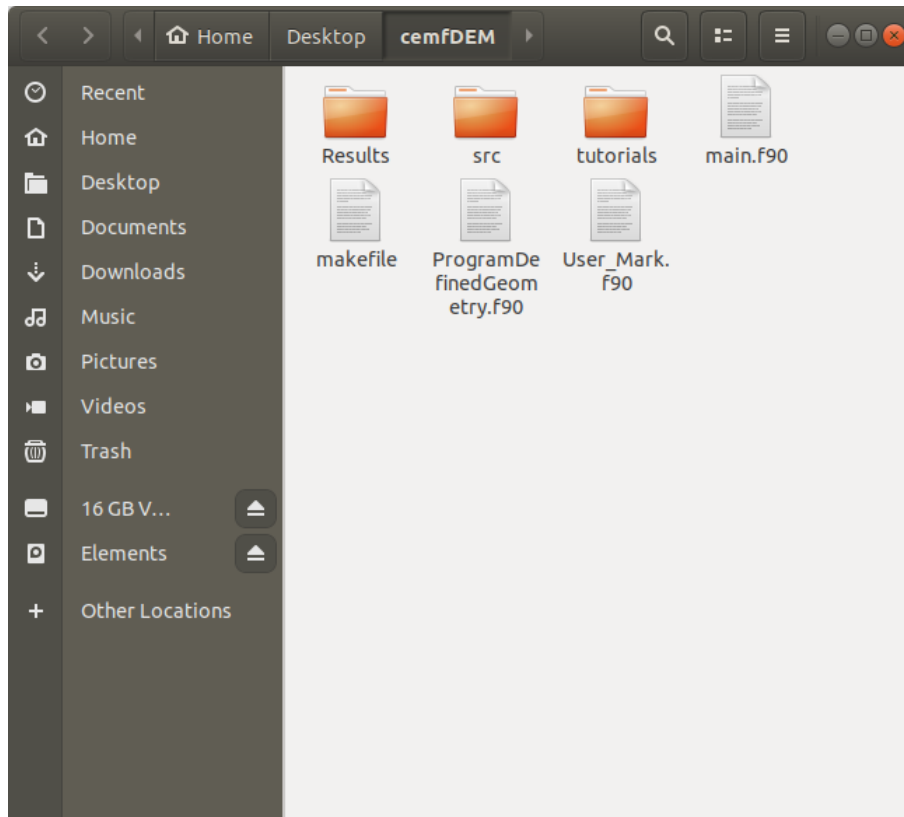 Home
Desktop
cemfDEM
Recent
Home
Desktop
Documents
Downloads
Music
Pictures
Videos
Trash
16 GB V…
Elements
Other Locations
Results
src
tutorials
main.f90
makefile
ProgramDe
finedGeom
etry.f90
User_Mark.
f90